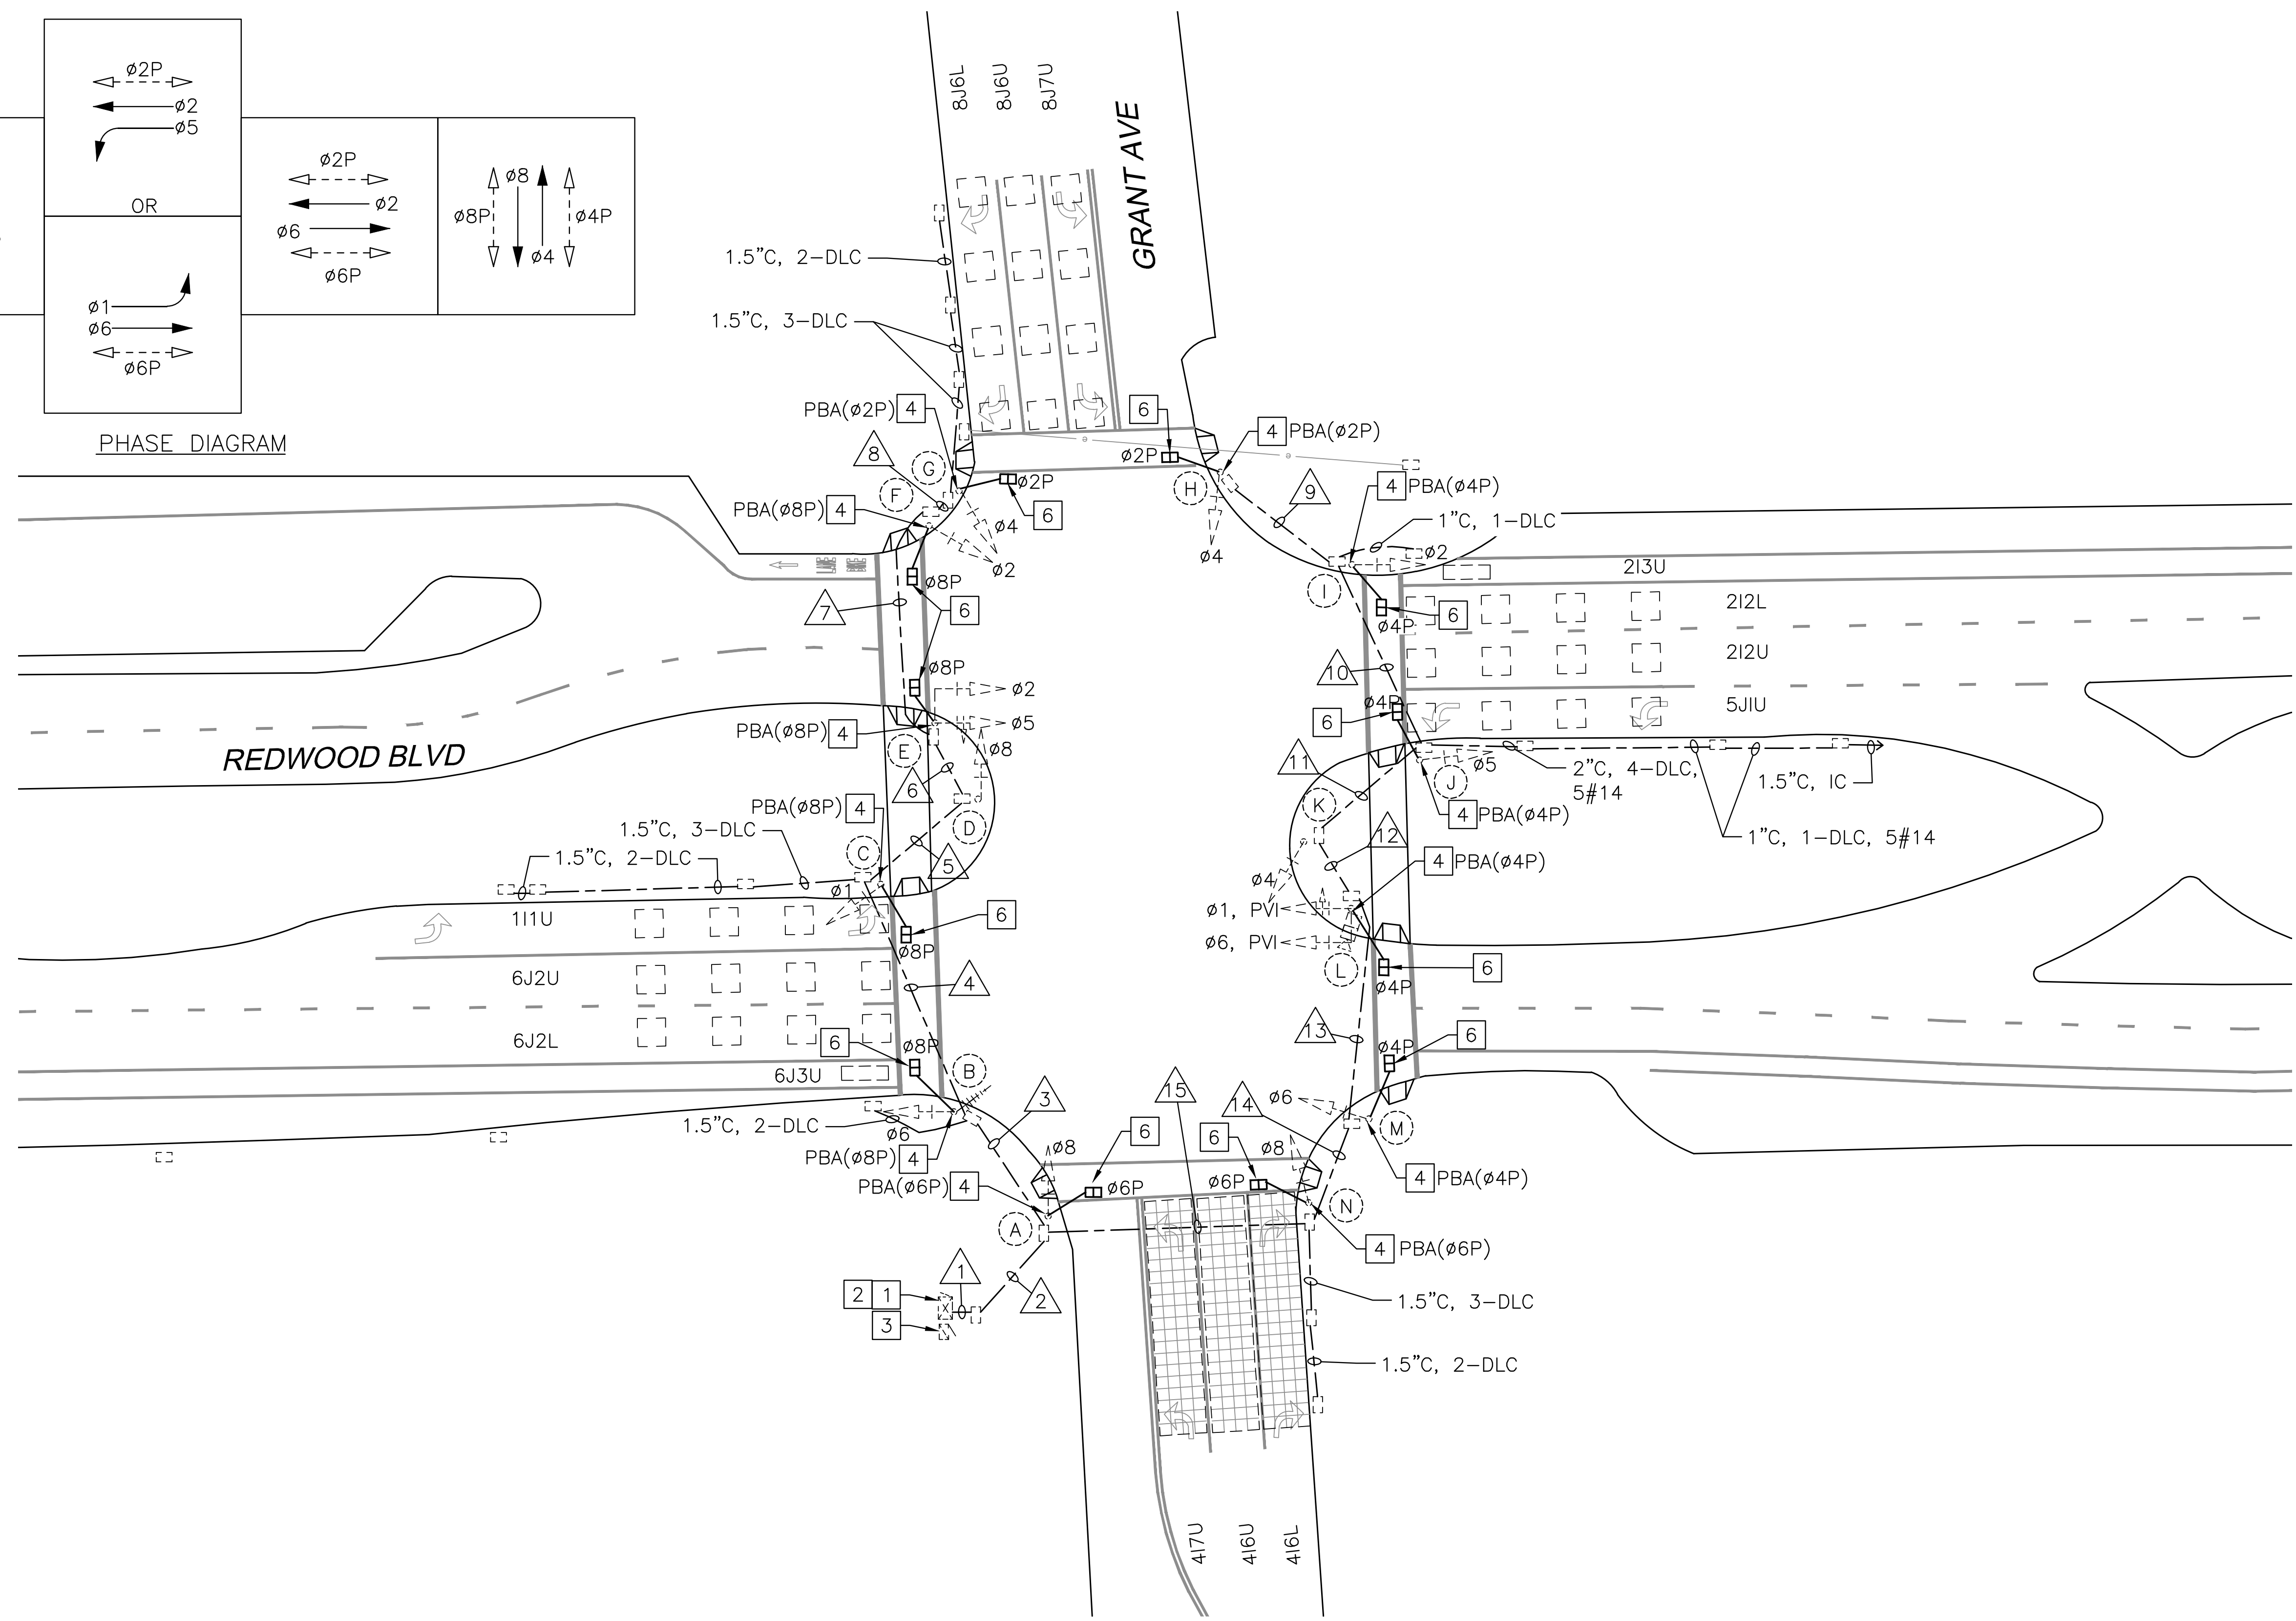 ø2P
ø2
ø5
OR
ø1
ø6
ø6P
ø2P
ø2
ø6
ø6P
ø8
ø8P
ø4P
ø4
PHASE DIAGRAM
8J6L
8J6U
8J7U
GRANT AVE
1.5"C, 2-DLC
1.5"C, 3-DLC
PBA(ø2P) 4
6
4 PBA(ø2P)
8
G
ø2P
F
ø2P
H
9
4 PBA(ø4P)
PBA(ø8P) 4
ø4
6
1"C, 1-DLC
ø2
ø4
ø2
2I3U
I
ø8P
7
6
2I2L
6
ø4P
2I2U
ø8P
10
ø2
ø4P
5J1U
6
PBA(ø8P) 4
ø5
E
ø8
REDWOOD BLVD
11
ø5
J
2"C, 4-DLC,
5#14
1.5"C, IC
6
K
PBA(ø8P) 4
4 PBA(ø4P)
1"C, 1-DLC, 5#14
1.5"C, 3-DLC
D
12
C
1.5"C, 2-DLC
5
4 PBA(ø4P)
ø1
ø4
1I1U
6
ø1, PVI
ø8P
ø6, PVI
L
6
6J2U
4
ø4P
6J2L
6
ø8P
13
ø4P
6
6J3U
B
3
15
14
ø6
1.5"C, 2-DLC
ø6
6
6
M
PBA(ø8P) 4
ø8
ø8
PBA(ø6P) 4
ø6P
ø6P
4 PBA(ø4P)
A
N
4 PBA(ø6P)
1
2 1
2
3
1.5"C, 3-DLC
1.5"C, 2-DLC
4I7U
4I6U
4I6L